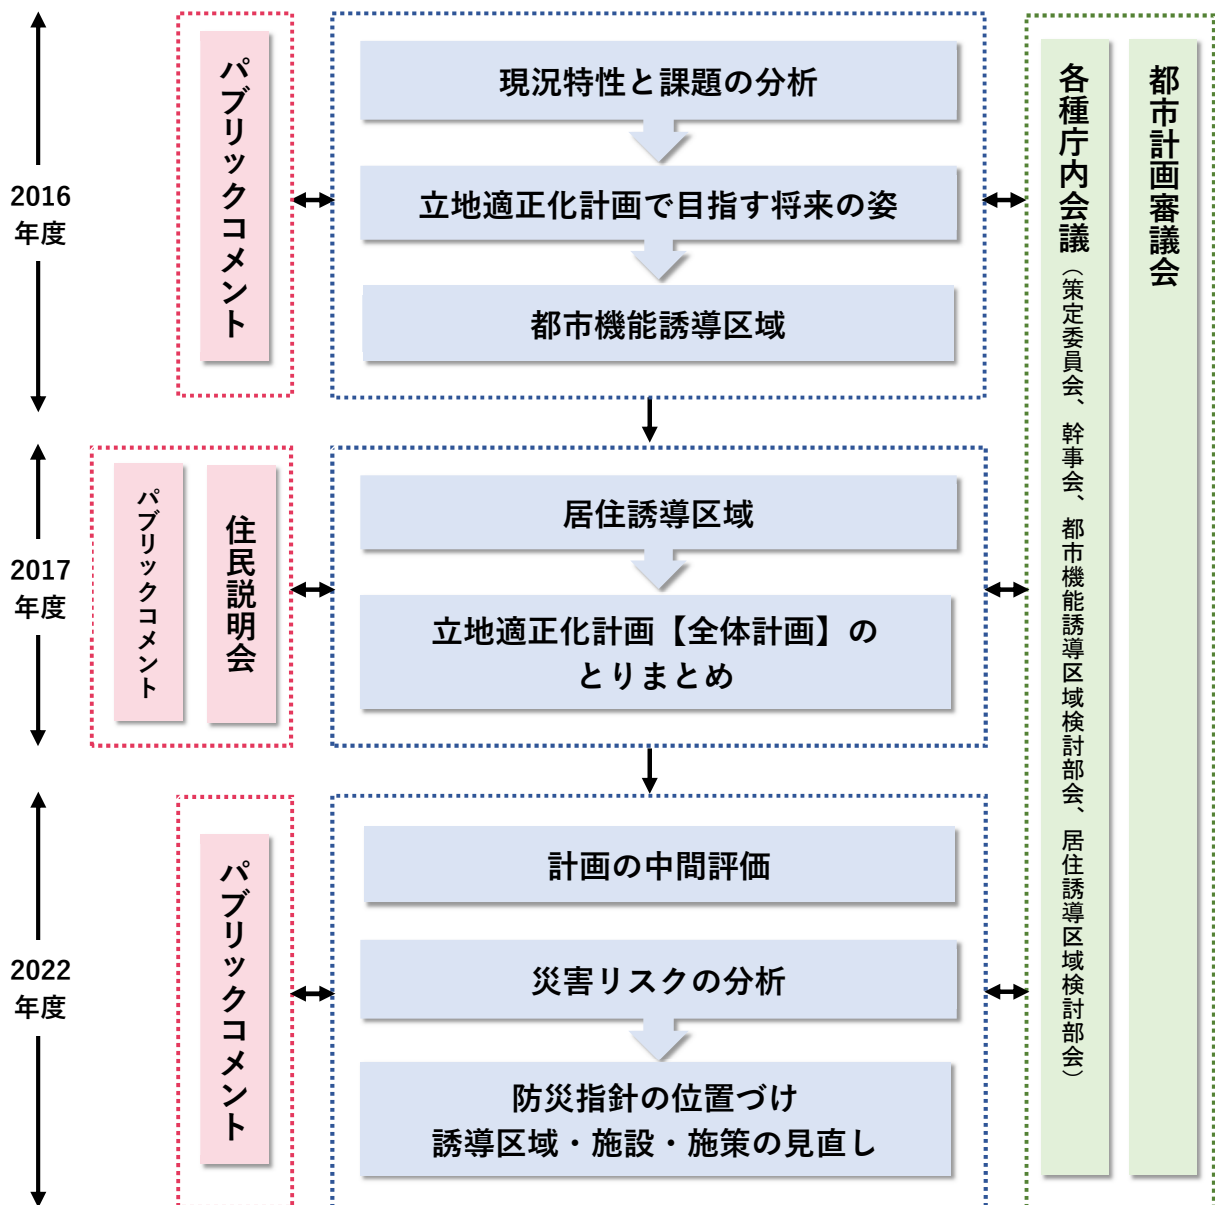 2016
年度
パブリックコメント
現況特性と課題の分析
立地適正化計画で目指す将来の姿
都市機能誘導区域
2017
年度
パブリックコメント
住民説明会
居住誘導区域
立地適正化計画【全体計画】の
とりまとめ
2022
年度
パブリックコメント
計画の中間評価
災害リスクの分析
防災指針の位置づけ
誘導区域・施設・施策の見直し
各種庁内会議（策定委員会、幹事会、都市機能誘導区域検討部会、居住誘導区域検討部会）
都市計画審議会